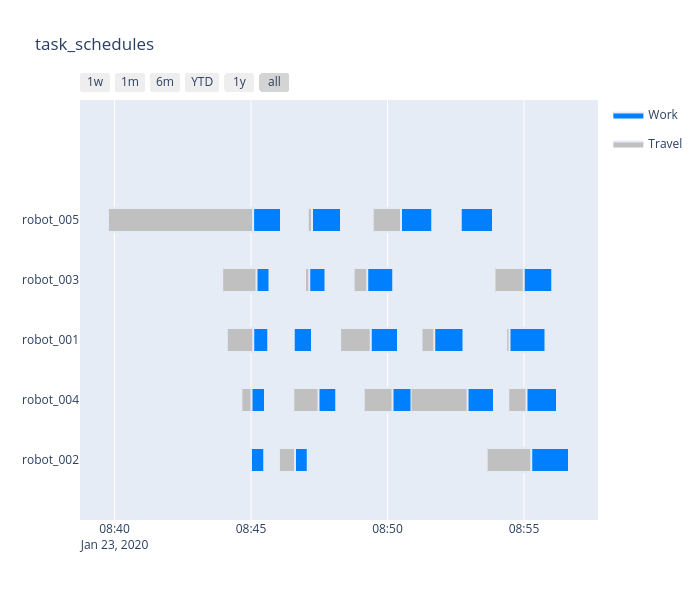 task_schedules
1w 1m 6m YTD 1y all
Work
Travel
robot_005
robot_003
robot_001
robot_004
robot_002
08:40 08:45 08:50 08:55
Jan 23, 2020